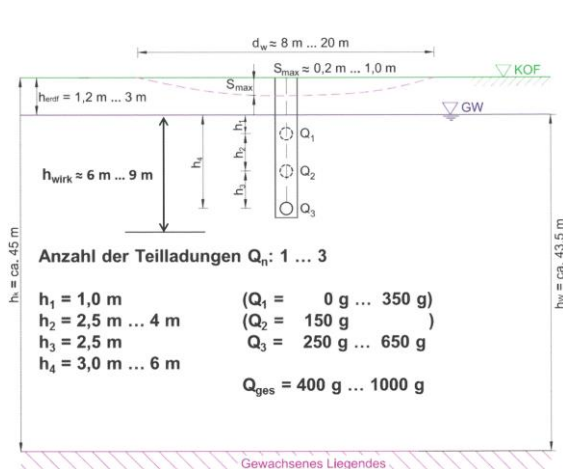 d_w ≈ 8 m ... 20 m
S_max ≈ 0,2 m ... 1,0 m
KOF
S_max
h_erdf = 1,2 m ... 3 m
GW
h_1
Q_1
h_4
h_2
h_wirk ≈ 6 m ... 9 m
Q_2
h_3
Q_3
h_k = ca. 45 m
h_w = ca. 43,5 m
Anzahl der Teilladungen Q_n: 1 ... 3
h_1 = 1,0 m (Q_1 = 0 g ... 350 g)
h_2 = 2,5 m ... 4 m (Q_2 = 150 g )
h_3 = 2,5 m Q_3 = 250 g ... 650 g
h_4 = 3,0 m ... 6 m
Q_ges = 400 g ... 1000 g
Gewachsenes Liegendes